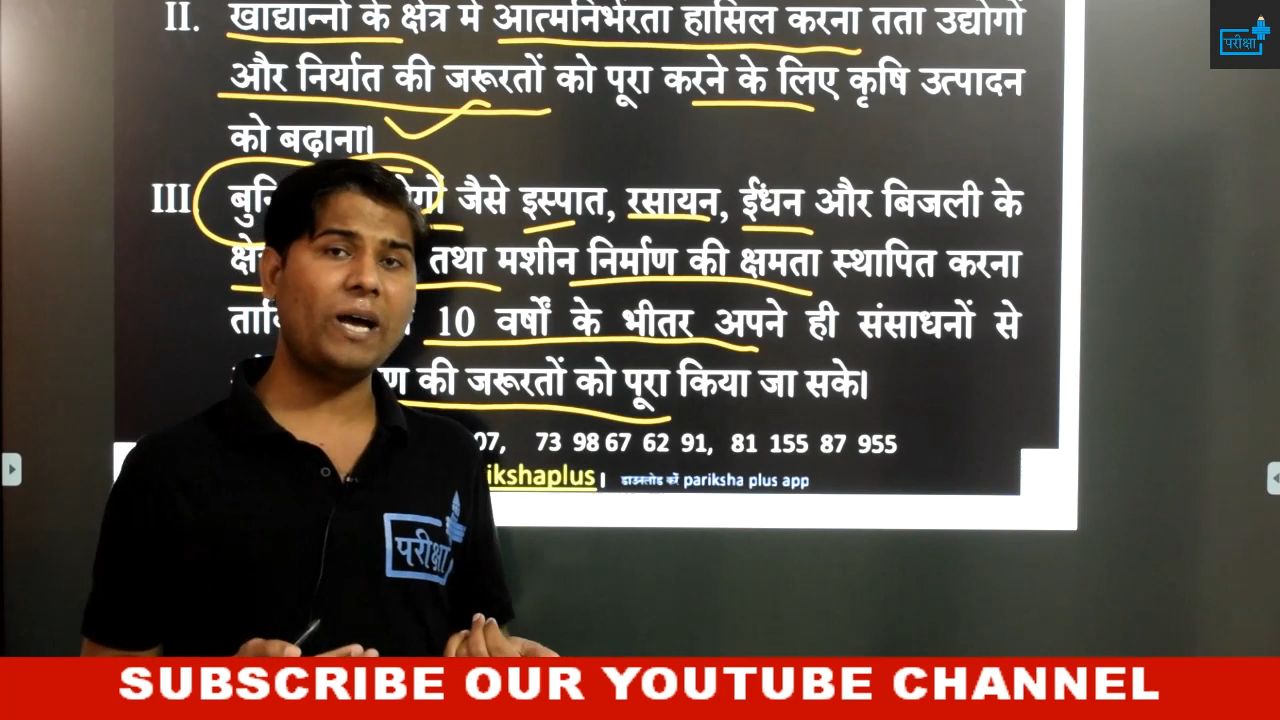 परीक्षा
II. खाद्यान्नों के क्षेत्र में आत्मनिर्भरता हासिल करना तता उद्योगों
और निर्यात की जरूरतों को पूरा करने के लिए कृषि उत्पादन
को बढ़ाना।
III जैसे इस्पात, रसायन, ईंधन और बिजली के
तथा मशीन निर्माण की क्षमता स्थापित करना
10 वर्षों के भीतर अपने ही संसाधनों से
की जरूरतों को पूरा किया जा सके।
07, 73 98 67 62 91, 81 155 87 955
ikshaplus। डाउनलोड करें pariksha plus app
परीक्षा
SUBSCRIBE OUR YOUTUBE CHANNEL